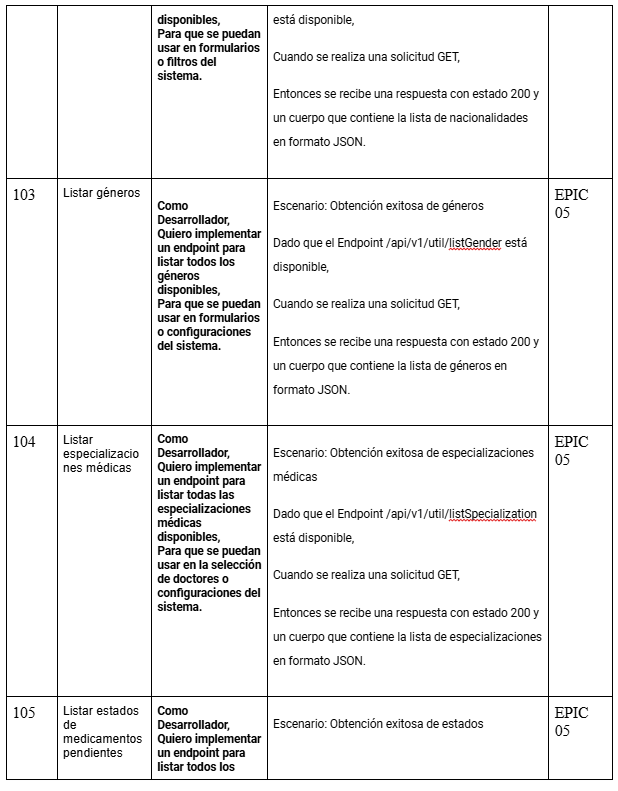 disponibles,
Para que se puedan
usar en formularios
o filtros del
sistema.
está disponible,
Cuando se realiza una solicitud GET,
Entonces se recibe una respuesta con estado 200 y
un cuerpo que contiene la lista de nacionalidades
en formato JSON.
103
Listar géneros
Como
Desarrollador,
Quiero implementar
un endpoint para
listar todos los
géneros
disponibles,
Para que se puedan
usar en formularios
o configuraciones
del sistema.
Escenario: Obtención exitosa de géneros
Dado que el Endpoint /api/v1/util/listGender está
disponible,
Cuando se realiza una solicitud GET,
Entonces se recibe una respuesta con estado 200 y
un cuerpo que contiene la lista de géneros en
formato JSON.
EPIC
05
104
Listar
especializacio
nes médicas
Como
Desarrollador,
Quiero implementar
un endpoint para
listar todas las
especializaciones
médicas
disponibles,
Para que se puedan
usar en la selección
de doctores o
configuraciones del
sistema.
Escenario: Obtención exitosa de especializaciones
médicas
Dado que el Endpoint /api/v1/util/listSpecialization
está disponible,
Cuando se realiza una solicitud GET,
Entonces se recibe una respuesta con estado 200 y
un cuerpo que contiene la lista de especializaciones
en formato JSON.
EPIC
05
105
Listar estados
de
medicamentos
pendientes
Como
Desarrollador,
Quiero implementar
un endpoint para
listar todos los
Escenario: Obtención exitosa de estados
EPIC
05